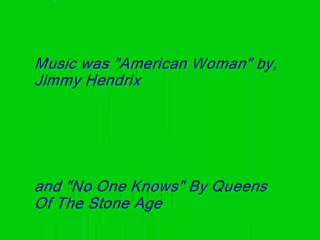 Music was "American Woman" by,
Jimmy Hendrix
and "No One Knows" By Queens
Of The Stone Age